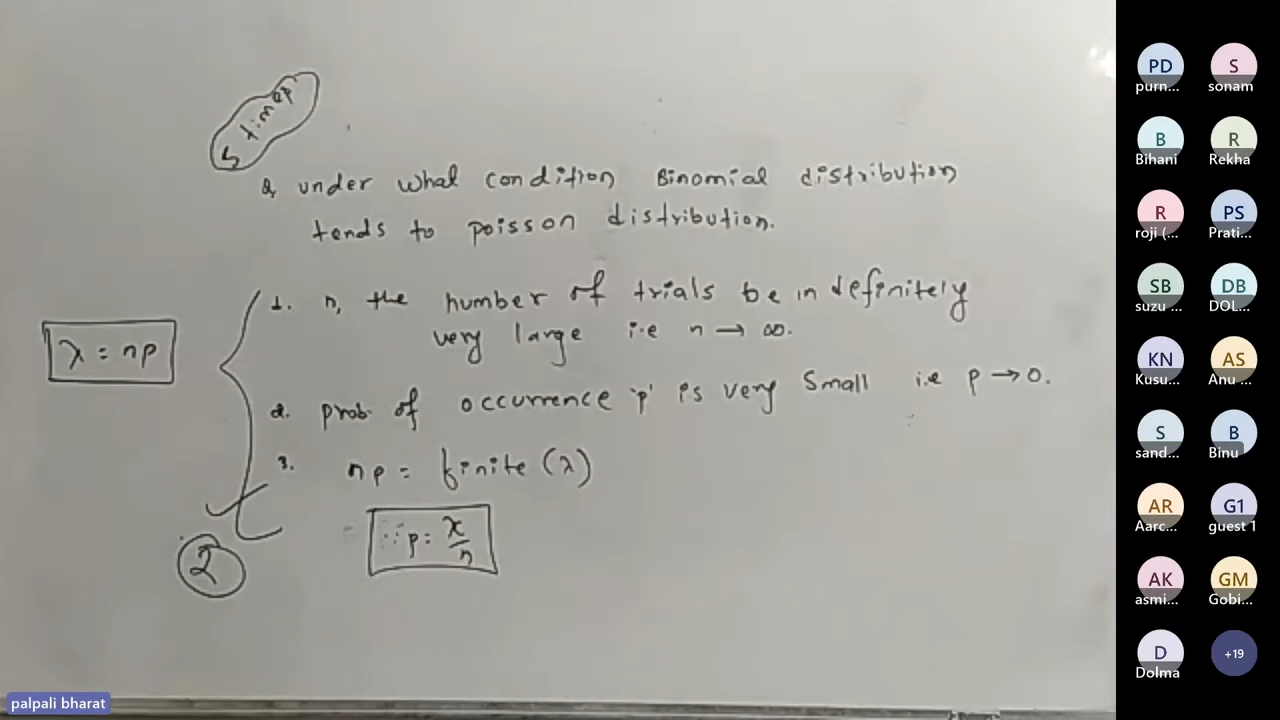 5 times
Q, under what condition Binomial distribution
tends to poisson distribution.
1. n, the number of trials be indefinitely
very large i.e n → ∞.
2. prob. of occurrence 'p' is very small i.e p → 0.
3. np = finite (λ)
∴ p = λ/n
λ = np
2
palpali bharat
PD
purn...
S
sonam
B
Bihani
R
Rekha
R
roji (...
PS
Prati...
SB
suzu ...
DB
DOL...
KN
Kusu...
AS
Anu ...
S
sand...
B
Binu
AR
Aarc...
G1
guest 1
AK
asmi...
GM
Gobi...
D
Dolma
+19